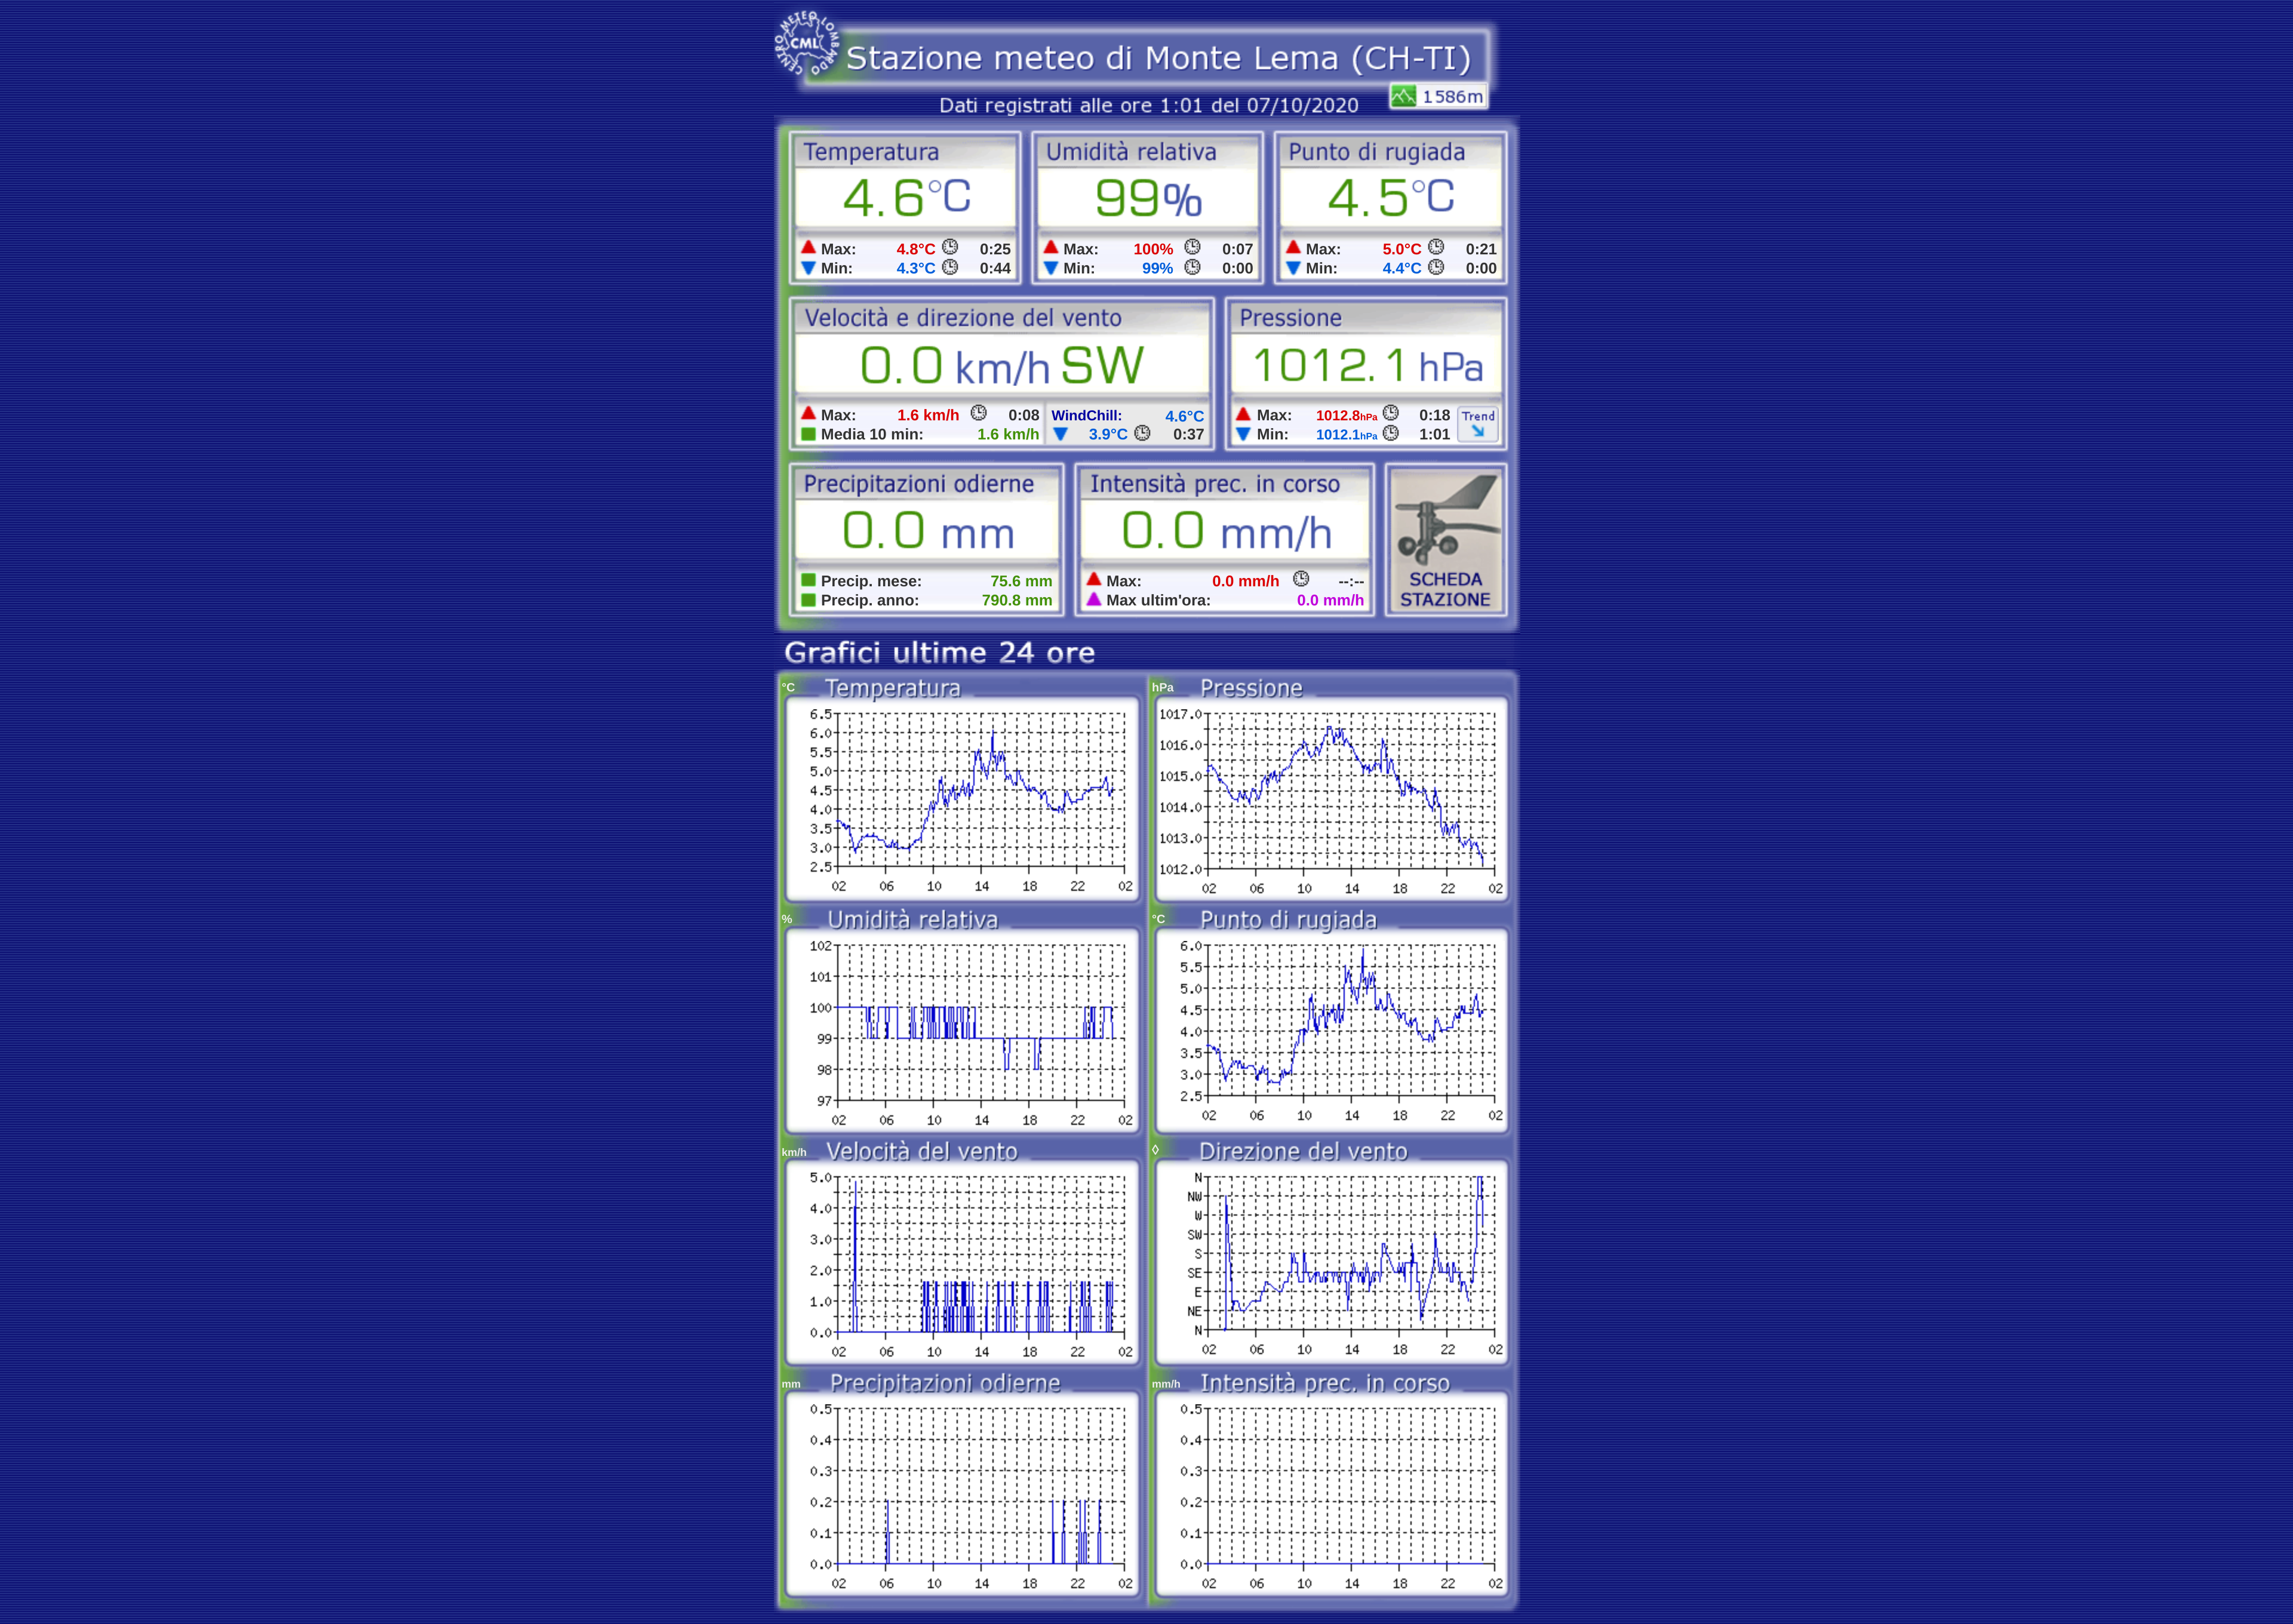 CENTRO METEO LOMBARDO
CML
Stazione meteo di Monte Lema (CH-TI)
Dati registrati alle ore 1:01 del 07/10/2020
1586m
Temperatura
4.6°C
Max: 4.8°C 0:25
Min: 4.3°C 0:44
Umidità relativa
99%
Max: 100% 0:07
Min: 99% 0:00
Punto di rugiada
4.5°C
Max: 5.0°C 0:21
Min: 4.4°C 0:00
Velocità e direzione del vento
0.0 km/h SW
Max: 1.6 km/h 0:08
Media 10 min: 1.6 km/h
WindChill: 4.6°C
3.9°C 0:37
Pressione
1012.1 hPa
Max: 1012.8hPa 0:18
Min: 1012.1hPa 1:01
Trend
Precipitazioni odierne
0.0 mm
Precip. mese: 75.6 mm
Precip. anno: 790.8 mm
Intensità prec. in corso
0.0 mm/h
Max: 0.0 mm/h --:--
Max ultim'ora: 0.0 mm/h
SCHEDA
STAZIONE
Grafici ultime 24 ore
°C Temperatura
6.5
6.0
5.5
5.0
4.5
4.0
3.5
3.0
2.5
02 06 10 14 18 22 02
hPa Pressione
1017.0
1016.0
1015.0
1014.0
1013.0
1012.0
02 06 10 14 18 22 02
% Umidità relativa
102
101
100
99
98
97
02 06 10 14 18 22 02
°C Punto di rugiada
6.0
5.5
5.0
4.5
4.0
3.5
3.0
2.5
02 06 10 14 18 22 02
km/h Velocità del vento
5.0
4.0
3.0
2.0
1.0
0.0
02 06 10 14 18 22 02
◊ Direzione del vento
N
NW
W
SW
S
SE
E
NE
N
02 06 10 14 18 22 02
mm Precipitazioni odierne
0.5
0.4
0.3
0.2
0.1
0.0
02 06 10 14 18 22 02
mm/h Intensità prec. in corso
0.5
0.4
0.3
0.2
0.1
0.0
02 06 10 14 18 22 02